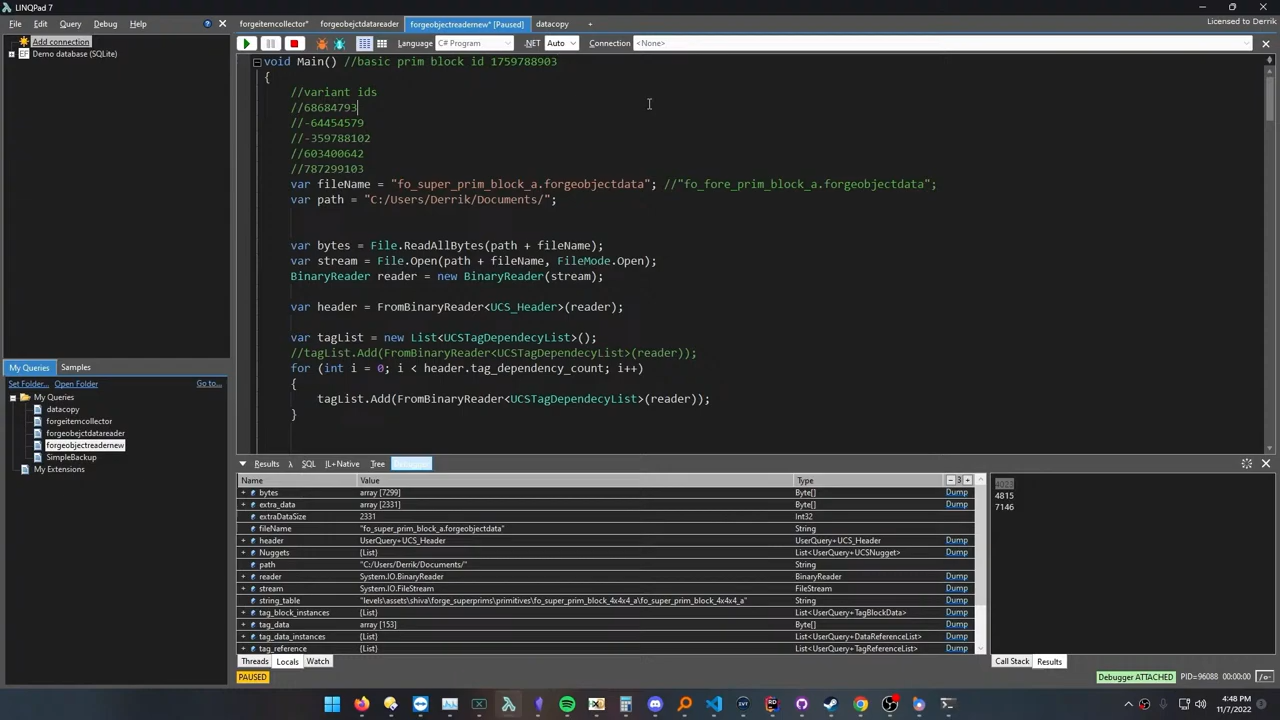 LINQPad 7
File Edit Query Debug Help
Add connection
Demo database (SQLite)
My Queries Samples
Set Folder... Open Folder Go to...
My Queries
datacopy
forgeitemcollector
forgeobejctdatareader
forgeobjectreadernew
SimpleBackup
My Extensions
Licensed to Derrik
forgeitemcollector* forgeobejctdatareader forgeobjectreadernew* [Paused] datacopy +
Language C# Program .NET Auto Connection <None>
void Main() //basic prim block id 1759788903
{
//variant ids
//68684793
//-64454579
//-359788102
//603400642
//787299103
var fileName = "fo_super_prim_block_a.forgeobjectdata"; //"fo_fore_prim_block_a.forgeobjectdata";
var path = "C:/Users/Derrik/Documents/";
var bytes = File.ReadAllBytes(path + fileName);
var stream = File.Open(path + fileName, FileMode.Open);
BinaryReader reader = new BinaryReader(stream);
var header = FromBinaryReader<UCS_Header>(reader);
var tagList = new List<UCSTagDependecyList>();
//tagList.Add(FromBinaryReader<UCSTagDependecyList>(reader));
for (int i = 0; i < header.tag_dependency_count; i++)
{
tagList.Add(FromBinaryReader<UCSTagDependecyList>(reader));
}
Results λ SQL IL+Native Tree Debugger
Name Value Type 3
bytes array [7299] Byte[] Dump
extra_data array [2331] Byte[] Dump
extraDataSize 2331 Int32
fileName "fo_super_prim_block_a.forgeobjectdata" String
header UserQuery+UCS_Header UserQuery+UCS_Header Dump
Nuggets {List} List<UserQuery+UCSNugget> Dump
path "C:/Users/Derrik/Documents/" String
reader System.IO.BinaryReader BinaryReader Dump
stream System.IO.FileStream FileStream Dump
string_table "levels\assets\shiva\forge_superprims\primitives\fo_super_prim_block_4x4x4_a\fo_super_prim_block_4x4x4_a" String
tag_block_instances {List} List<UserQuery+TagBlockData> Dump
tag_data array [153] Byte[] Dump
tag_data_instances {List} List<UserQuery+DataReferenceList> Dump
tag_reference {List} List<UserQuery+TagReferenceList> Dump
4815
7146
Threads Locals Watch
Call Stack Results
PAUSED
Debugger ATTACHED PID=96088 00:00:00 /o-
4:48 PM
11/7/2022